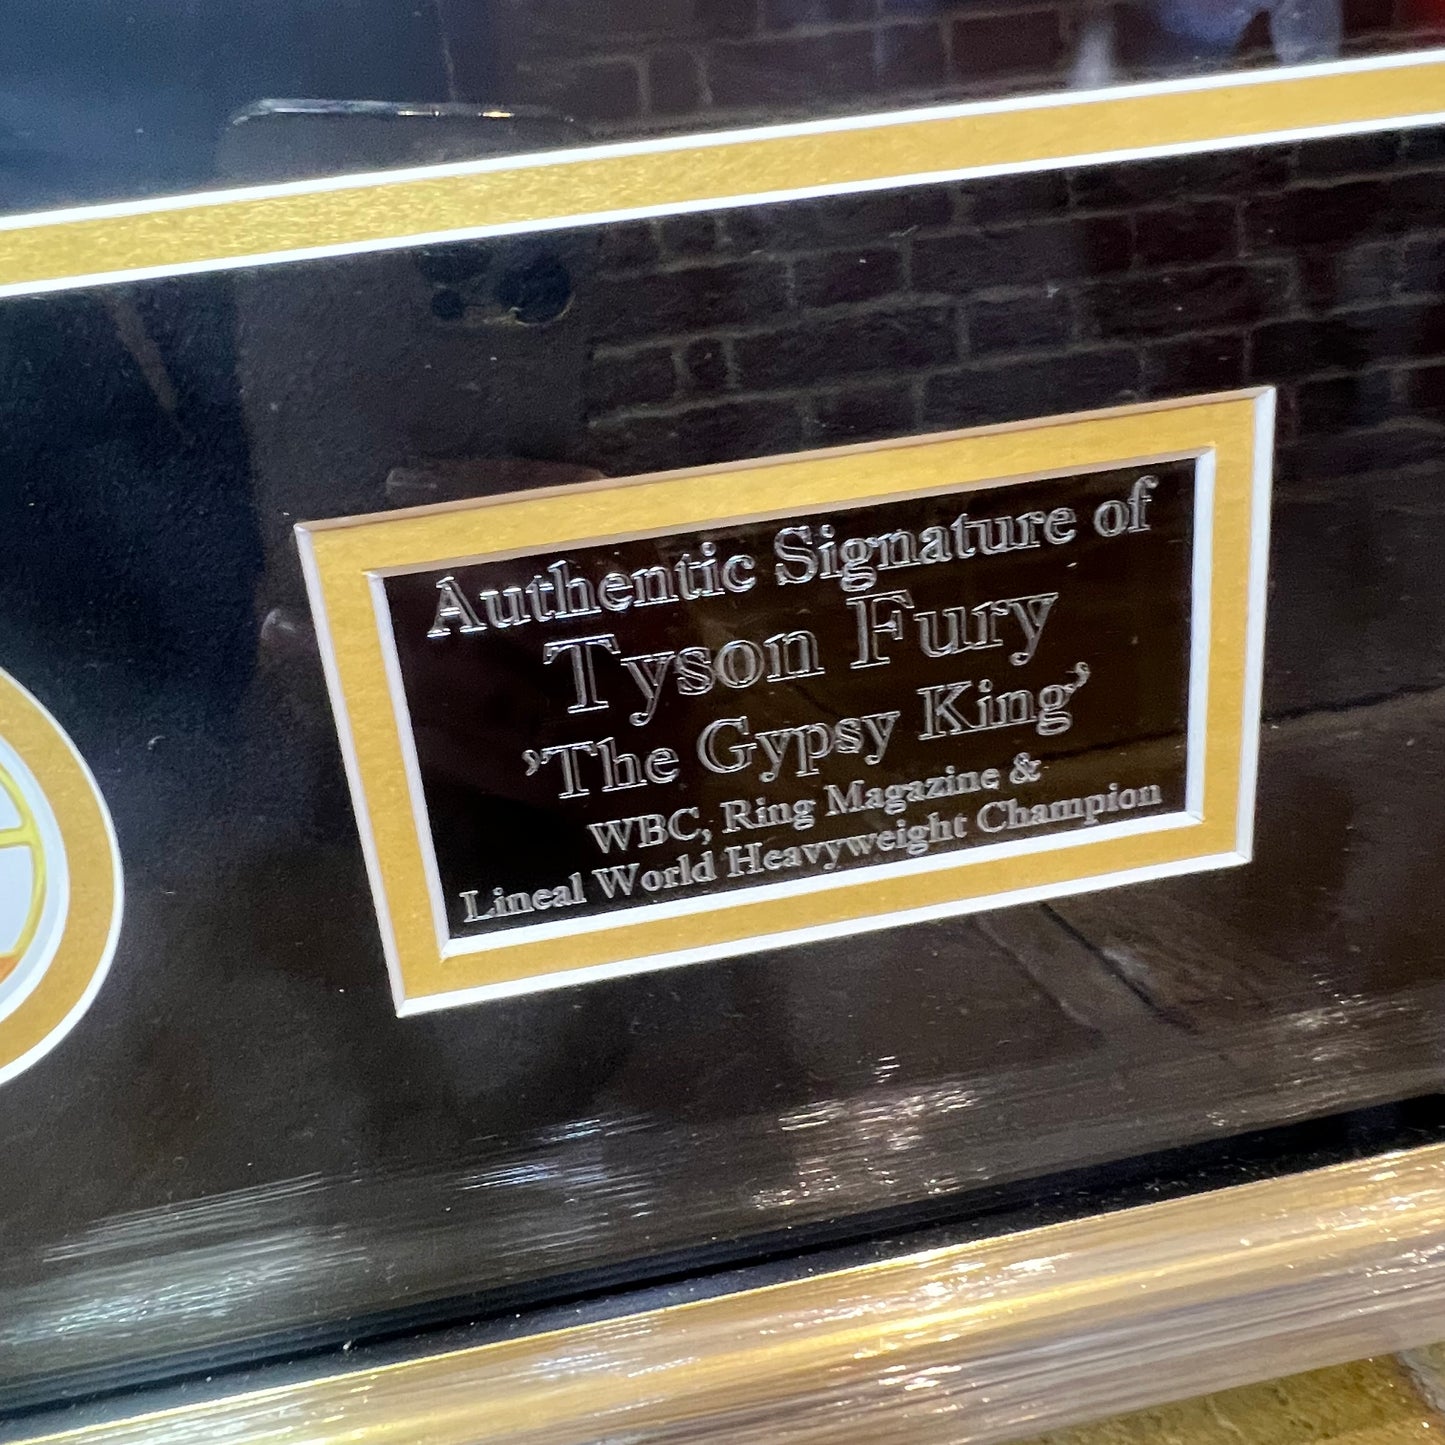 Authentic Signature of
Tyson Fury
’The Gypsy King’
WBC, Ring Magazine &
Lineal World Heavyweight Champion